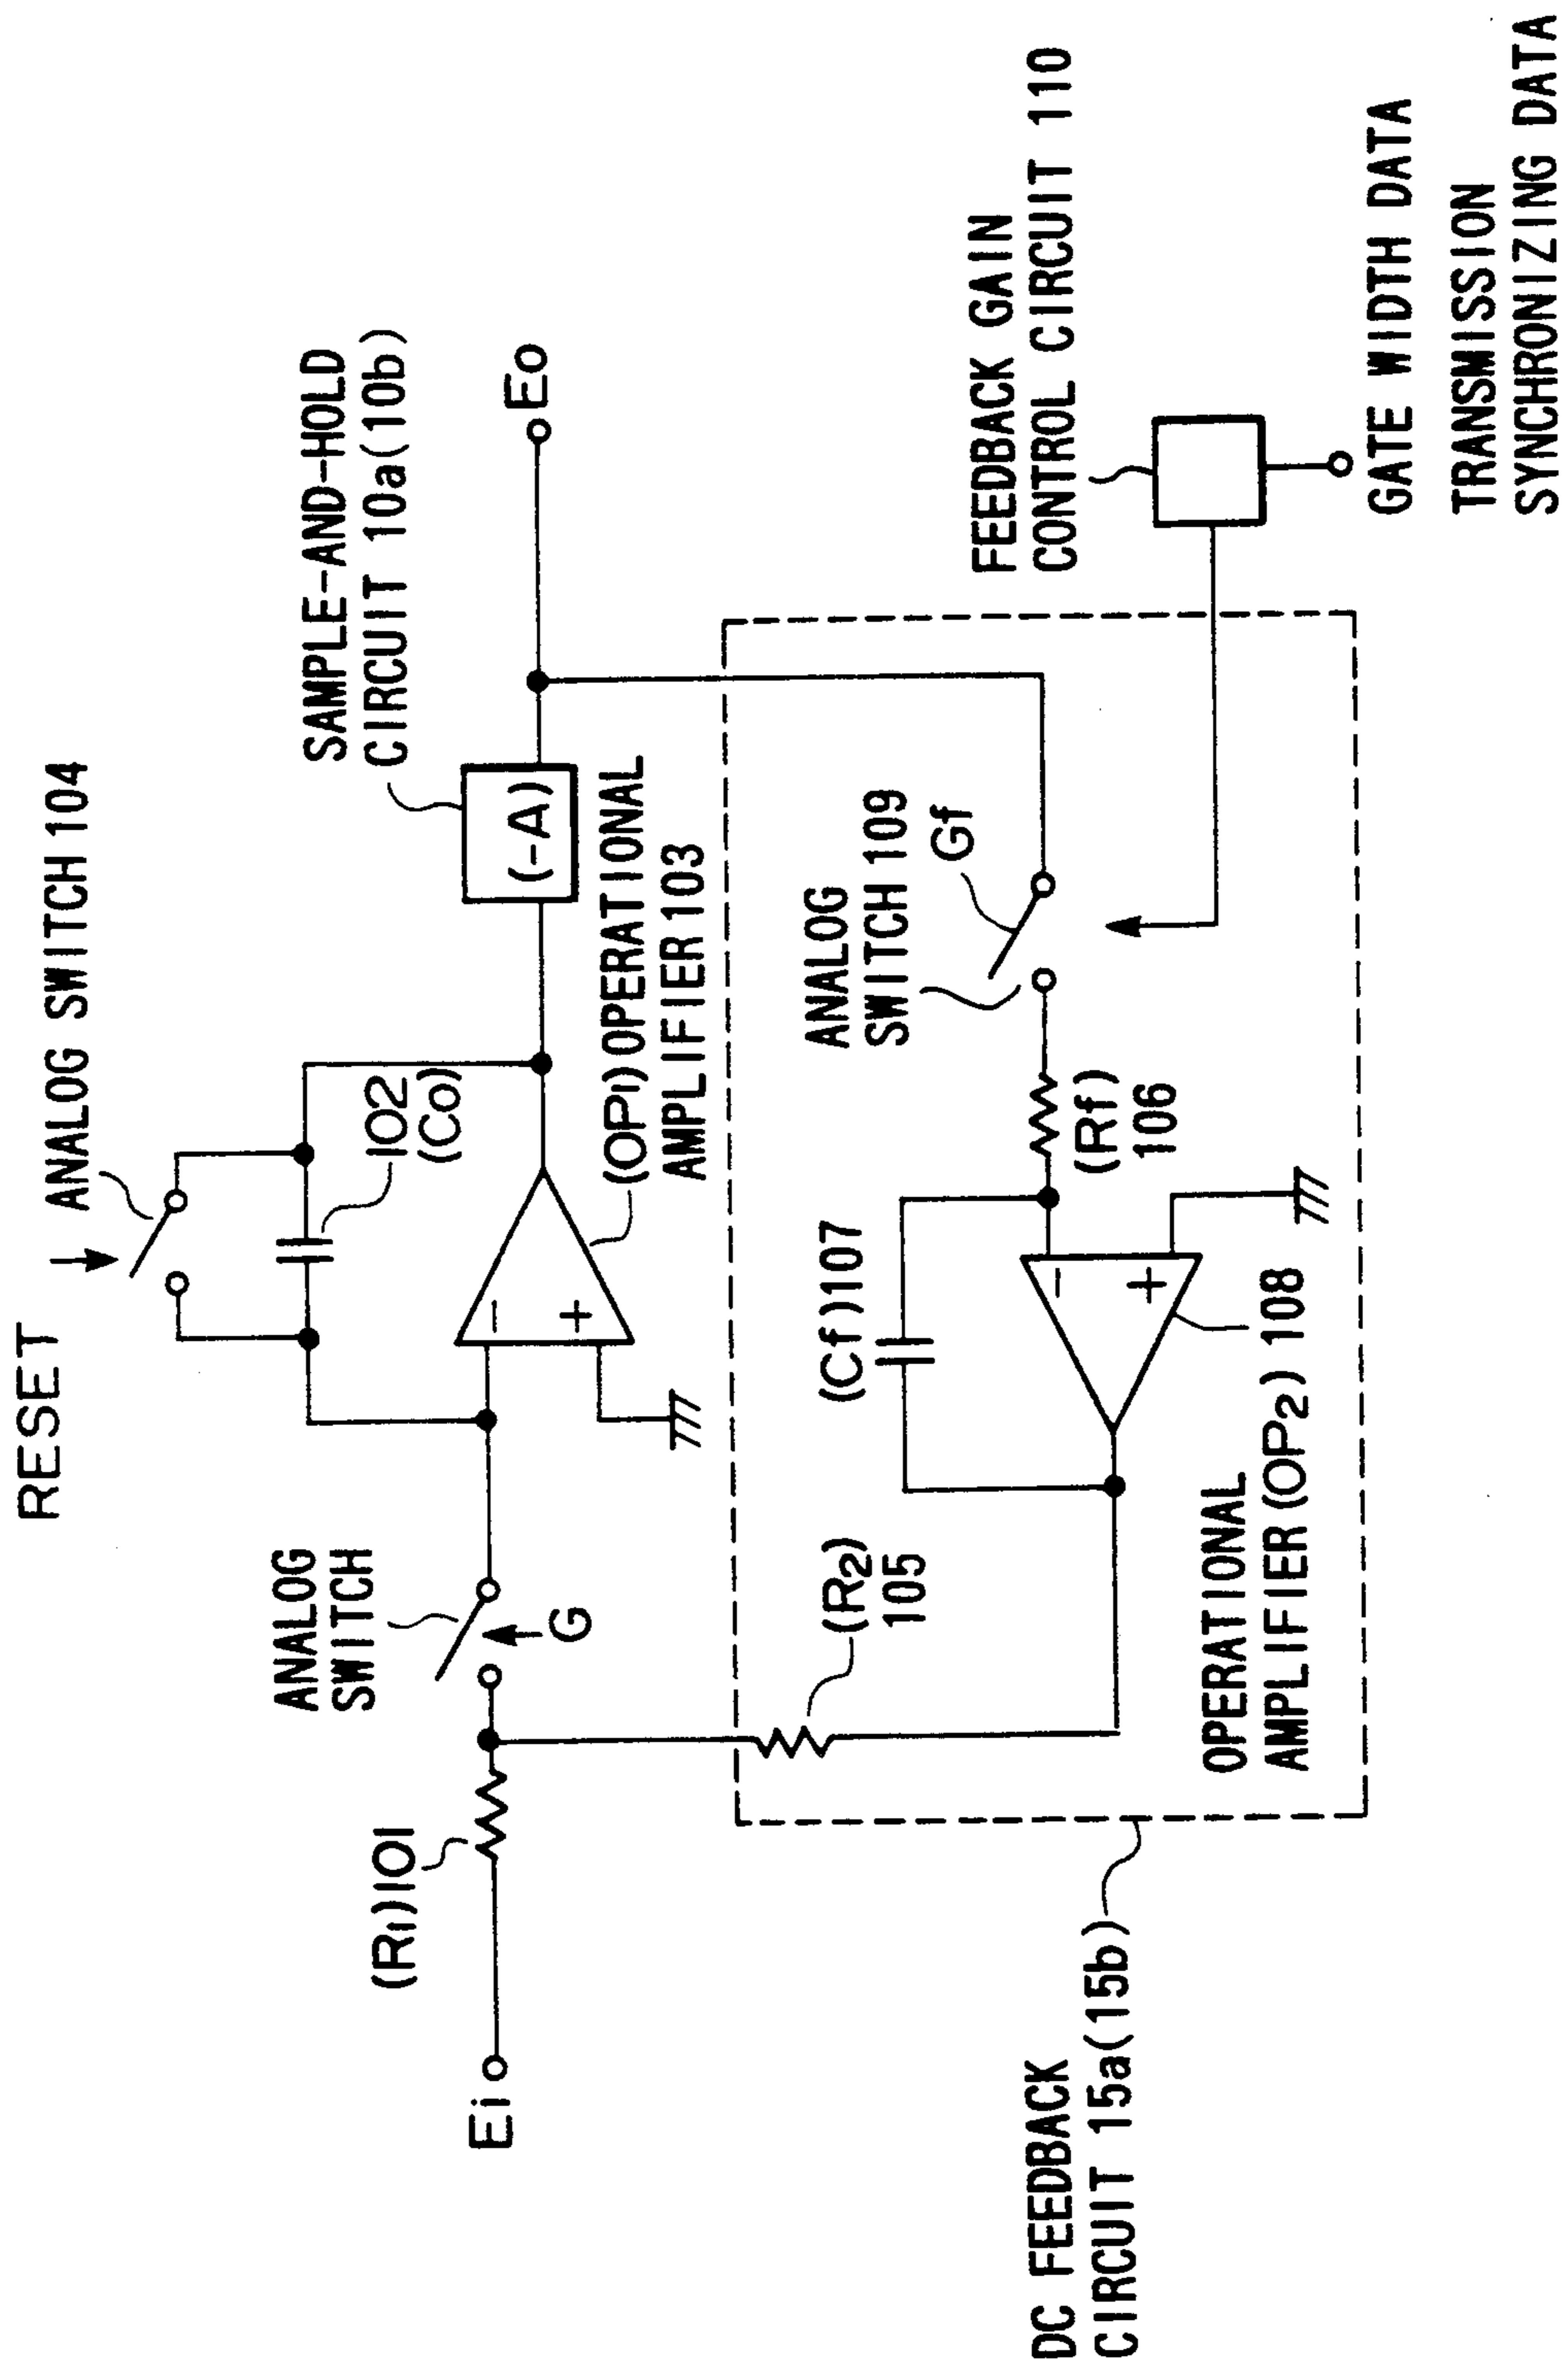 RESET
ANALOG SWITCH 104
102
(Co)
ANALOG
SWITCH
G
SAMPLE-AND-HOLD
CIRCUIT 10a(10b)
(-A)
Eo
(R1)101
Ei
-
+
(OP1)OPERATIONAL
AMPLIFIER 103
(R2)
105
(Cf)107
ANALOG
SWITCH 109
Gf
(Rf)
106
-
+
OPERATIONAL
AMPLIFIER (OP2) 108
FEEDBACK GAIN
CONTROL CIRCUIT 110
DC FEEDBACK
CIRCUIT 15a(15b)
GATE WIDTH DATA
TRANSMISSION
SYNCHRONIZING DATA